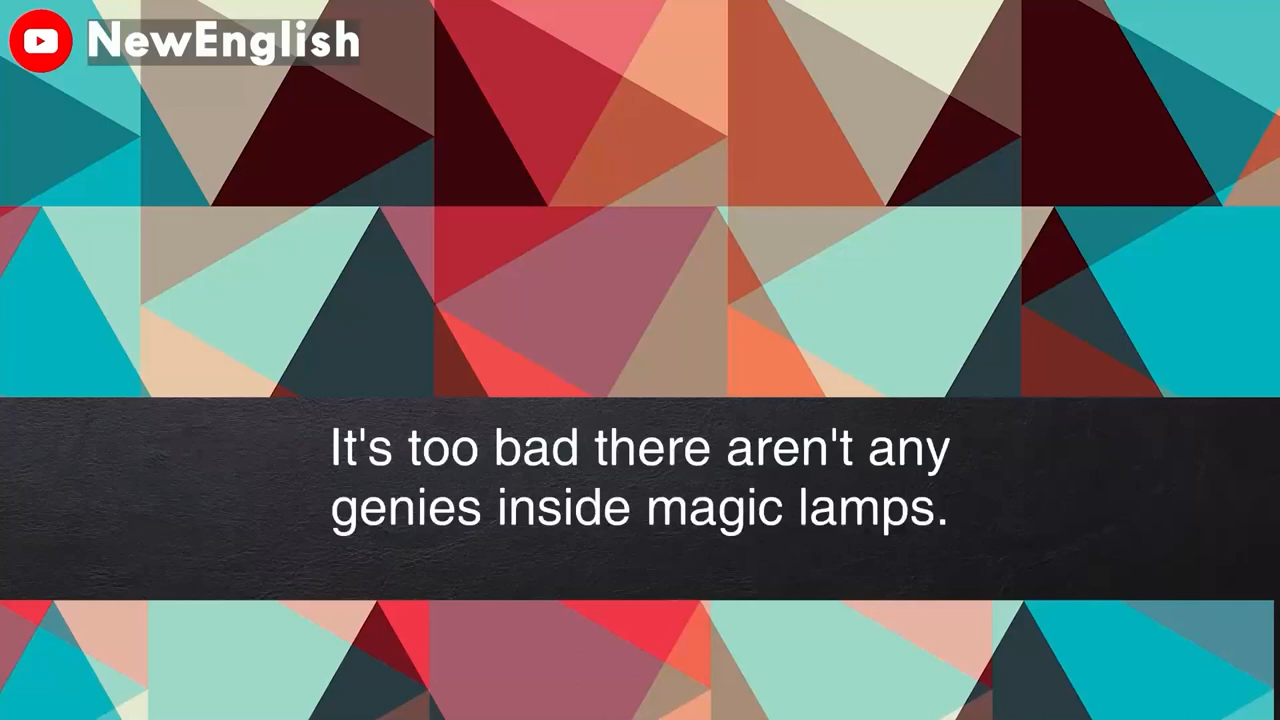 NewEnglish
It's too bad there aren't any
genies inside magic lamps.